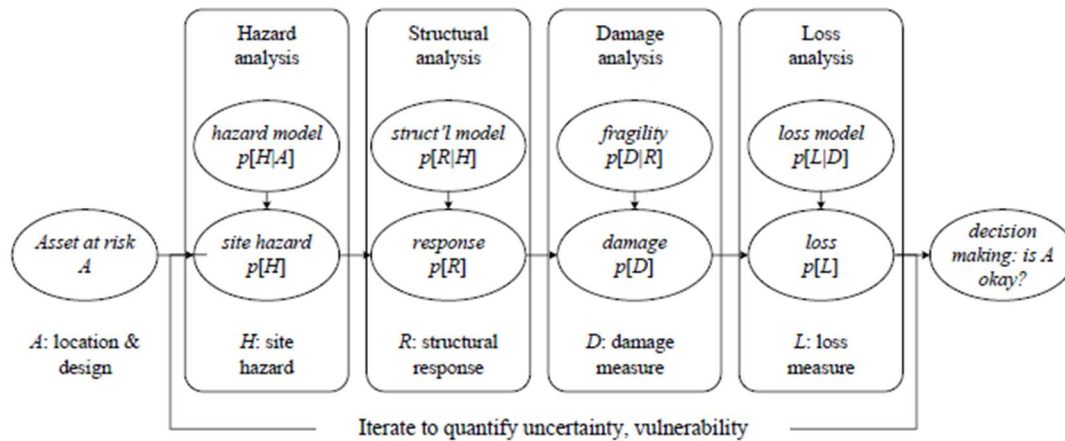 Hazard
analysis
Structural
analysis
Damage
analysis
Loss
analysis
hazard model
p[H|A]
struct'l model
p[R|H]
fragility
p[D|R]
loss model
p[L|D]
Asset at risk
A
site hazard
p[H]
response
p[R]
damage
p[D]
loss
p[L]
decision
making: is A
okay?
A: location &
design
H: site
hazard
R: structural
response
D: damage
measure
L: loss
measure
Iterate to quantify uncertainty, vulnerability